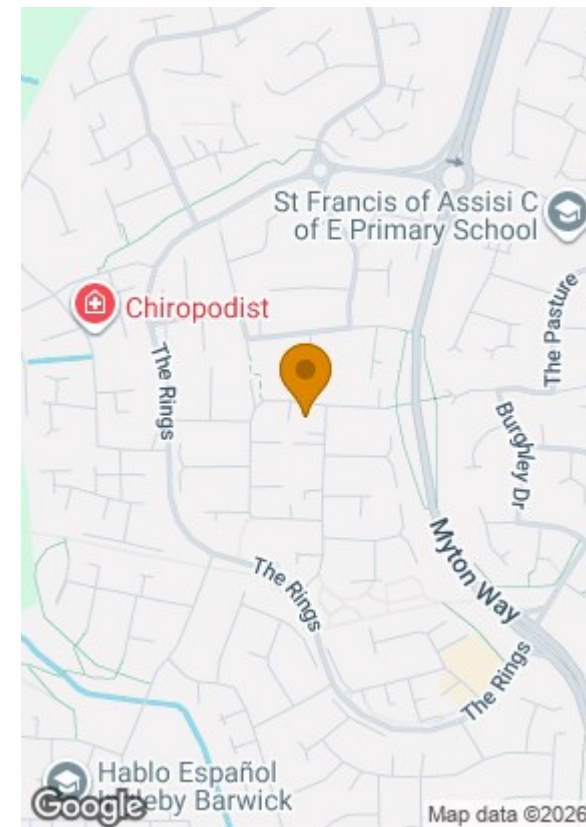 St Francis of Assisi C
of E Primary School
Chiropodist
The Pasture
The Rings
Burghley Dr
Myton Way
The Rings
The Rings
Hablo Español
Ingleby Barwick
Google
Map data ©2026